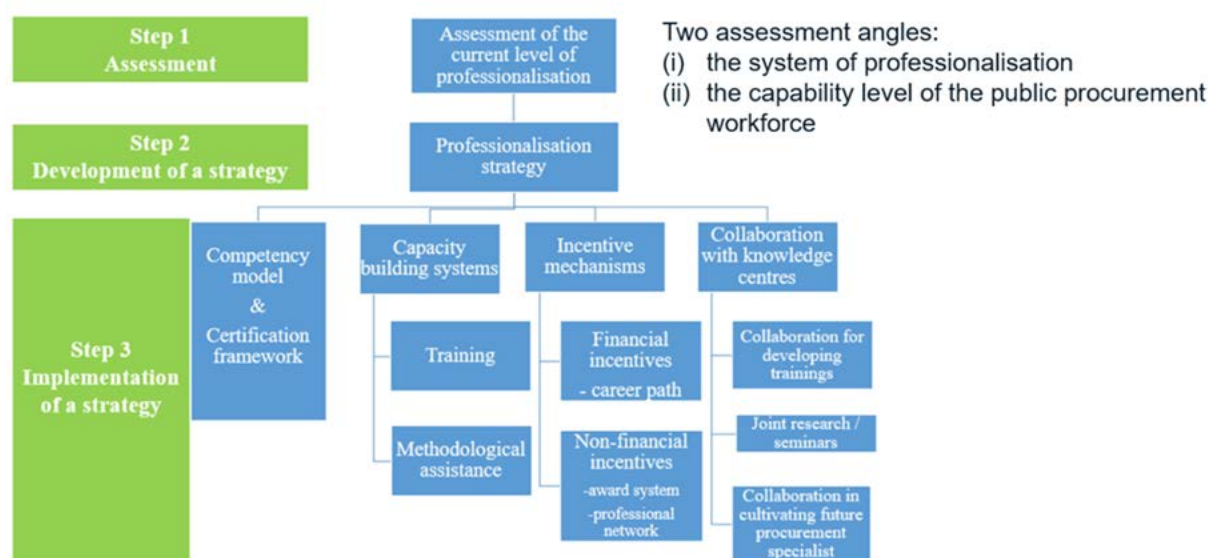 Step 1
Assessment
Assessment of the
current level of
professionalisation
Two assessment angles:
(i) the system of professionalisation
(ii) the capability level of the public procurement
workforce
Step 2
Development of a strategy
Professionalisation
strategy
Step 3
Implementation
of a strategy
Competency
model
&
Certification
framework
Capacity
building systems
Training
Methodological
assistance
Incentive
mechanisms
Financial
incentives
- career path
Non-financial
incentives
-award system
-professional
network
Collaboration
with knowledge
centres
Collaboration for
developing
trainings
Joint research /
seminars
Collaboration in
cultivating future
procurement
specialist